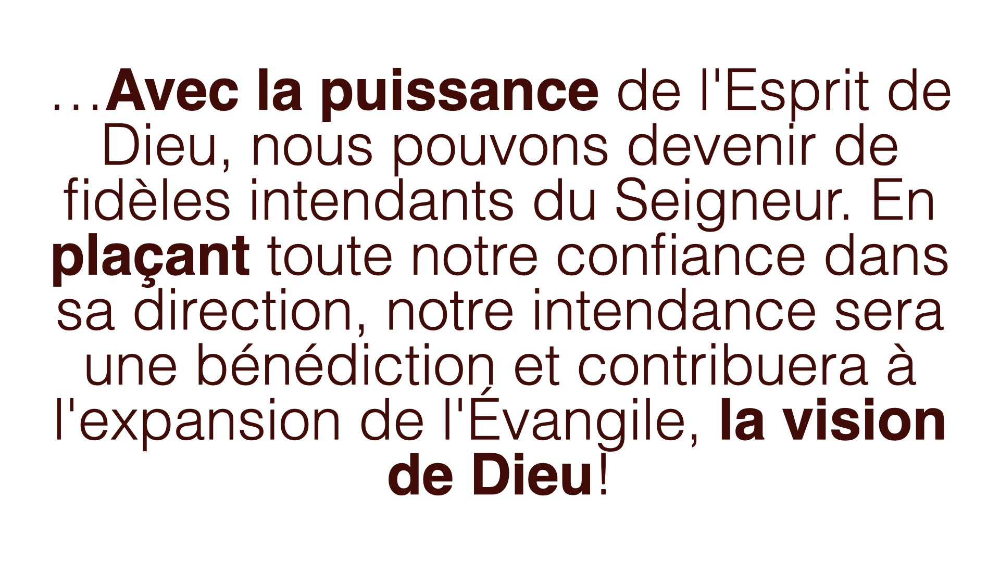 …Avec la puissance de l'Esprit de
Dieu, nous pouvons devenir de
fidèles intendants du Seigneur. En
plaçant toute notre confiance dans
sa direction, notre intendance sera
une bénédiction et contribuera à
l'expansion de l'Évangile, la vision
de Dieu!